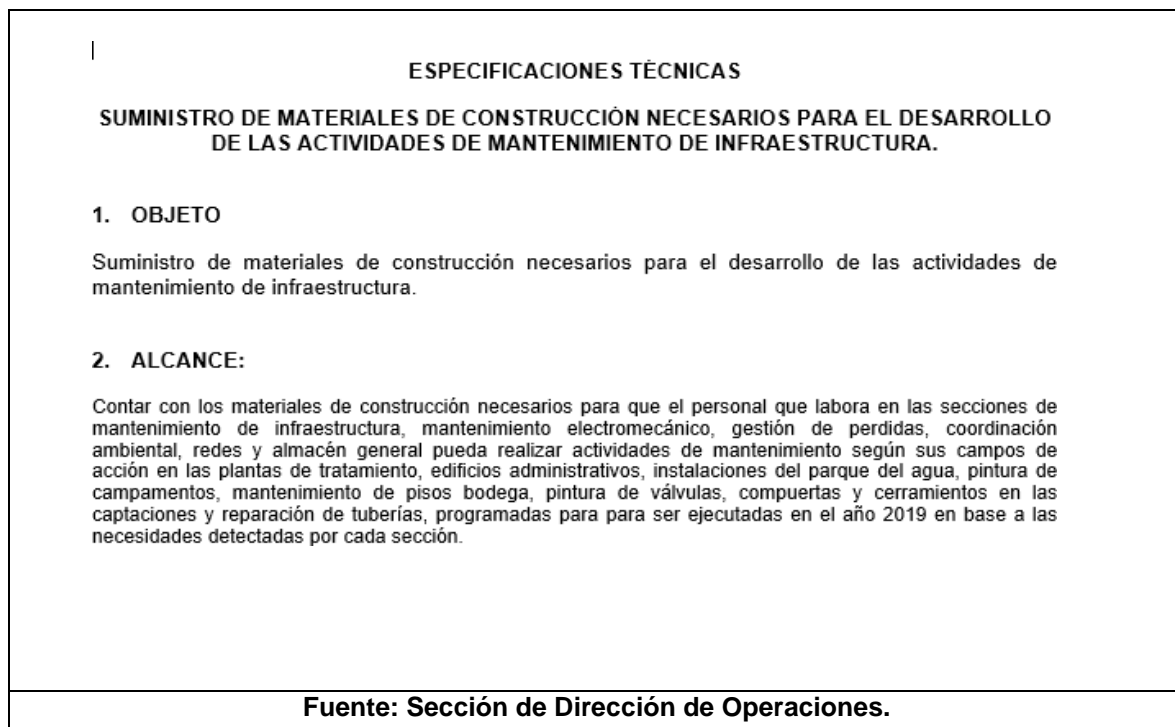 ESPECIFICACIONES TÉCNICAS
SUMINISTRO DE MATERIALES DE CONSTRUCCIÓN NECESARIOS PARA EL DESARROLLO
DE LAS ACTIVIDADES DE MANTENIMIENTO DE INFRAESTRUCTURA.
1. OBJETO
Suministro de materiales de construcción necesarios para el desarrollo de las actividades de
mantenimiento de infraestructura.
2. ALCANCE:
Contar con los materiales de construcción necesarios para que el personal que labora en las secciones de
mantenimiento de infraestructura, mantenimiento electromecánico, gestión de perdidas, coordinación
ambiental, redes y almacén general pueda realizar actividades de mantenimiento según sus campos de
acción en las plantas de tratamiento, edificios administrativos, instalaciones del parque del agua, pintura de
campamentos, mantenimiento de pisos bodega, pintura de válvulas, compuertas y cerramientos en las
captaciones y reparación de tuberías, programadas para para ser ejecutadas en el año 2019 en base a las
necesidades detectadas por cada sección.
Fuente: Sección de Dirección de Operaciones.